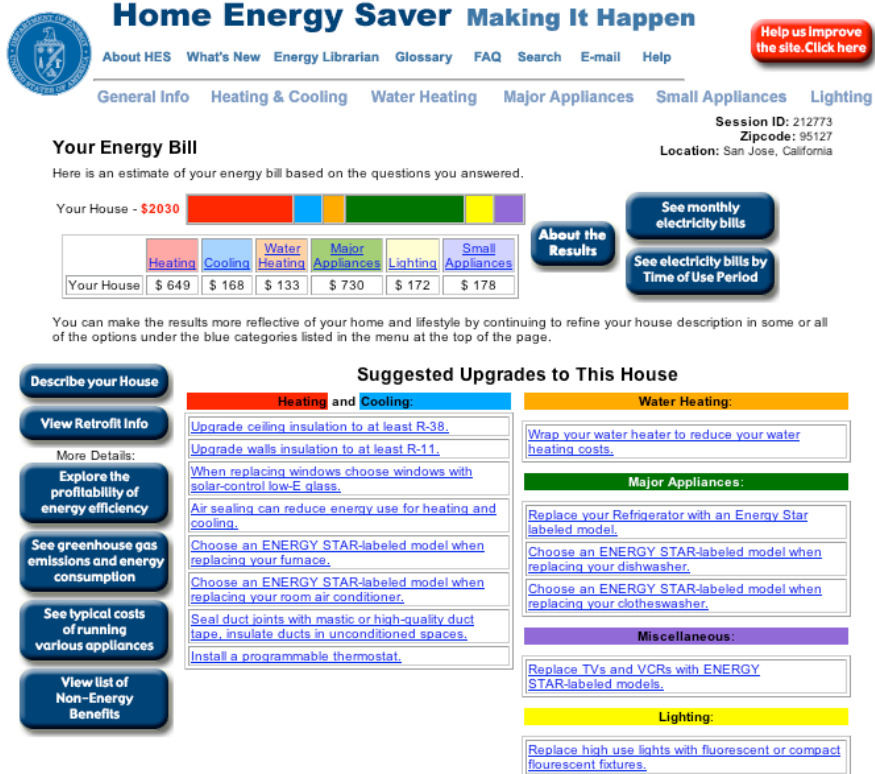 Home Energy Saver Making It Happen
Help us improve
the site.Click here
About HES What's New Energy Librarian Glossary FAQ Search E-mail Help
General Info Heating & Cooling Water Heating Major Appliances Small Appliances Lighting
Session ID: 212773
Zipcode: 95127
Location: San Jose, California
Your Energy Bill
Here is an estimate of your energy bill based on the questions you answered.
Your House - $2030
Heating Cooling Water Heating Major Appliances Lighting Small Appliances
Your House $ 649 $ 168 $ 133 $ 730 $ 172 $ 178
About the
Results
See monthly
electricity bills
See electricity bills by
Time of Use Period
You can make the results more reflective of your home and lifestyle by continuing to refine your house description in some or all
of the options under the blue categories listed in the menu at the top of the page.
Describe your House
View Retrofit Info
More Details:
Explore the
profitability of
energy efficiency
See greenhouse gas
emissions and energy
consumption
See typical costs
of running
various appliances
View list of
Non-Energy
Benefits
Suggested Upgrades to This House
Heating and Cooling:
Upgrade ceiling insulation to at least R-38.
Upgrade walls insulation to at least R-11.
When replacing windows choose windows with
solar-control low-E glass.
Air sealing can reduce energy use for heating and
cooling.
Choose an ENERGY STAR-labeled model when
replacing your furnace.
Choose an ENERGY STAR-labeled model when
replacing your room air conditioner.
Seal duct joints with mastic or high-quality duct
tape, insulate ducts in unconditioned spaces.
Install a programmable thermostat.
Water Heating:
Wrap your water heater to reduce your water
heating costs.
Major Appliances:
Replace your Refrigerator with an Energy Star
labeled model.
Choose an ENERGY STAR-labeled model when
replacing your dishwasher.
Choose an ENERGY STAR-labeled model when
replacing your clotheswasher.
Miscellaneous:
Replace TVs and VCRs with ENERGY
STAR-labeled models.
Lighting:
Replace high use lights with fluorescent or compact
flourescent fixtures.